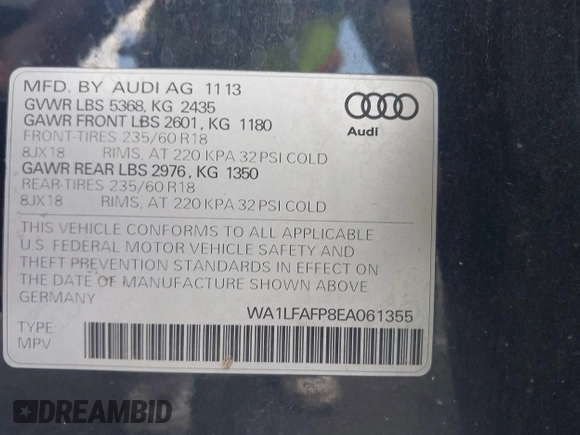 MFD. BY AUDI AG 11 13
GVWR LBS 5368, KG 2435
GAWR FRONT LBS 2601, KG 1180
FRONT-TIRES 235/60 R18
8JX18 RIMS, AT 220 KPA 32 PSI COLD
GAWR REAR LBS 2976, KG 1350
REAR-TIRES 235/60 R18
8JX18 RIMS, AT 220 KPA 32 PSI COLD
Audi
THIS VEHICLE CONFORMS TO ALL APPLICABLE
U.S. FEDERAL MOTOR VEHICLE SAFETY AND
THEFT PREVENTION STANDARDS IN EFFECT ON
THE DATE OF MANUFACTURE SHOWN ABOVE
GERMANY
WA1LFAFP8EA061355
TYPE
MPV
DREAMBID